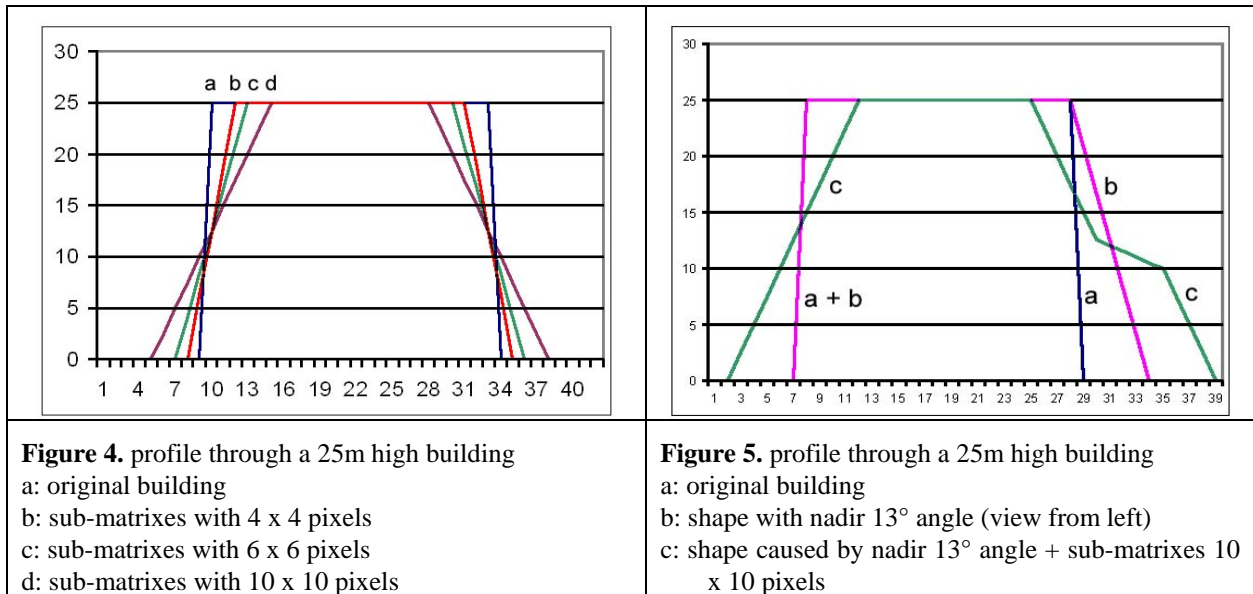 30
25
20
15
10
5
0
a b c d
1 4 7 10 13 16 19 22 25 28 31 34 37 40
Figure 4. profile through a 25m high building
a: original building
b: sub-matrixes with 4 x 4 pixels
c: sub-matrixes with 6 x 6 pixels
d: sub-matrixes with 10 x 10 pixels
30
25
20
15
10
5
0
c
b
a + b
a
c
1 3 5 7 9 11 13 15 17 19 21 23 25 27 29 31 33 35 37 39
Figure 5. profile through a 25m high building
a: original building
b: shape with nadir 13° angle (view from left)
c: shape caused by nadir 13° angle + sub-matrixes 10
x 10 pixels